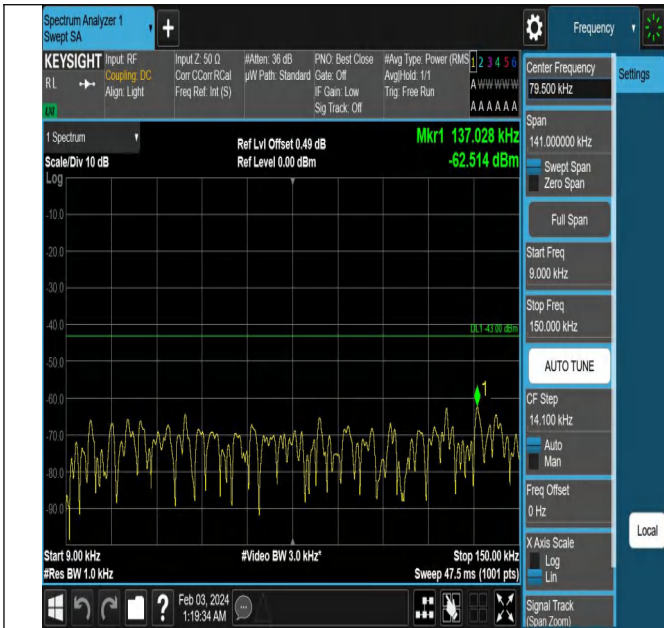 Spectrum Analyzer 1
Swept SA
+
Frequency
KEYSIGHT
RL
LXI
Input: RF
Coupling: DC
Align: Light
Input Z: 50 Ω
Corr CCorr RCal
Freq Ref: Int (S)
#Atten: 36 dB
µW Path: Standard
PNO: Best Close
Gate: Off
IF Gain: Low
Sig Track: Off
#Avg Type: Power (RMS
Avg|Hold: 1/1
Trig: Free Run
1 2 3 4 5 6
A W W W W W
A A A A A A
1 Spectrum
Scale/Div 10 dB
Log
Ref Lvl Offset 0.49 dB
Ref Level 0.00 dBm
Mkr1 137.028 kHz
-62.514 dBm
-10.0
-20.0
-30.0
-40.0
-50.0
-60.0
-70.0
-80.0
-90.0
DL1 -43.00 dBm
1
Start 9.00 kHz
#Res BW 1.0 kHz
#Video BW 3.0 kHz*
Stop 150.00 kHz
Sweep 47.5 ms (1001 pts)
Center Frequency
79.500 kHz
Settings
Span
141.000000 kHz
Swept Span
Zero Span
Full Span
Start Freq
9.000 kHz
Stop Freq
150.000 kHz
AUTO TUNE
CF Step
14.100 kHz
Auto
Man
Freq Offset
0 Hz
X Axis Scale
Log
Lin
Signal Track
(Span Zoom)
Local
?
Feb 03, 2024
1:19:34 AM